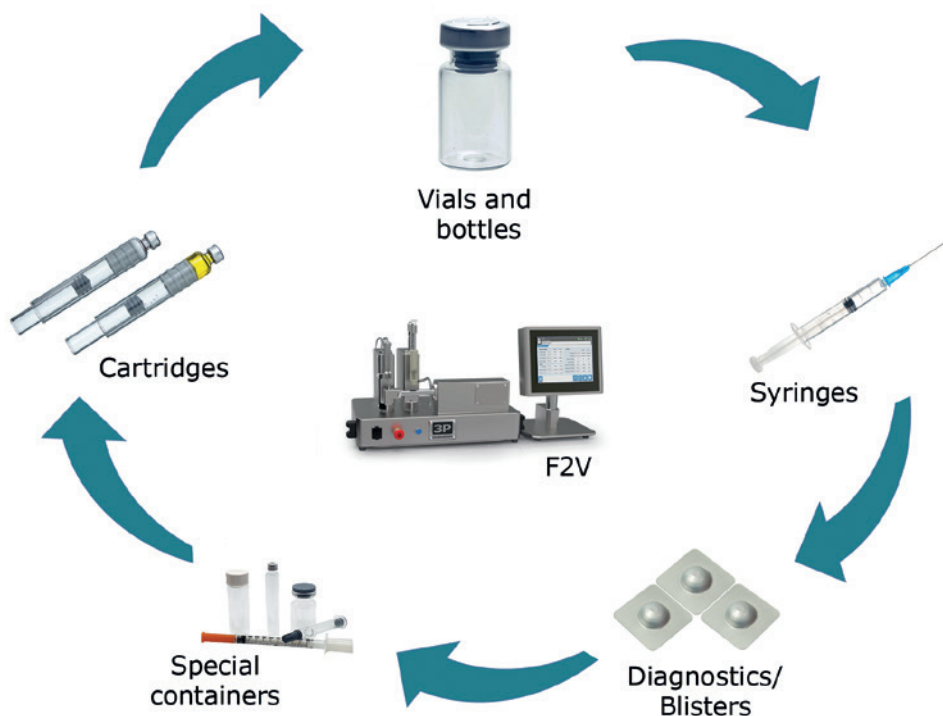 Vials and
bottles
Cartridges
Syringes
3P
F2V
Special
containers
Diagnostics/
Blisters